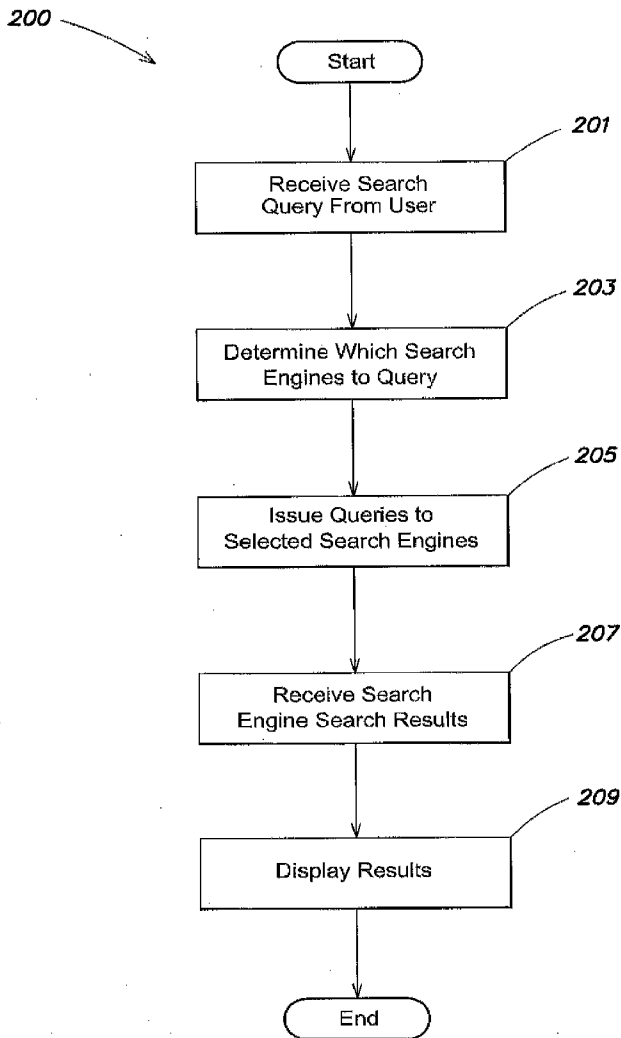 200
Start
201
Receive Search
Query From User
203
Determine Which Search
Engines to Query
205
Issue Queries to
Selected Search Engines
207
Receive Search
Engine Search Results
209
Display Results
End